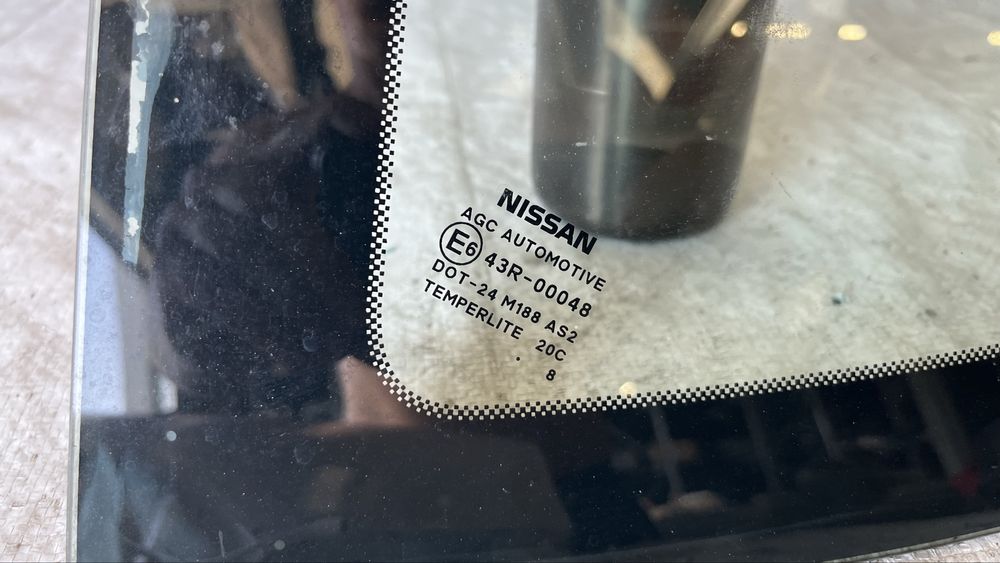 NISSAN
AGC AUTOMOTIVE
E6 43R-00048
DOT-24 M188 AS2
TEMPERLITE 20C
. 8